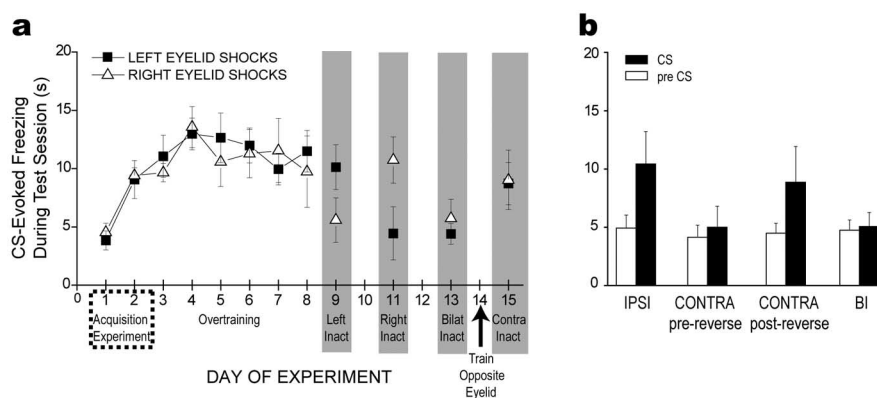 a
LEFT EYELID SHOCKS
RIGHT EYELID SHOCKS
CS-Evoked Freezing
During Test Session (s)
20
15
10
5
0
0 1 2 3 4 5 6 7 8 9 10 11 12 13 14 15
Acquisition
Experiment
Overtraining
Left
Inact
Right
Inact
Bilat
Inact
Contra
Inact
Train
Opposite
Eyelid
DAY OF EXPERIMENT
b
CS
pre CS
20
15
10
5
0
IPSI
CONTRA
pre-reverse
CONTRA
post-reverse
BI